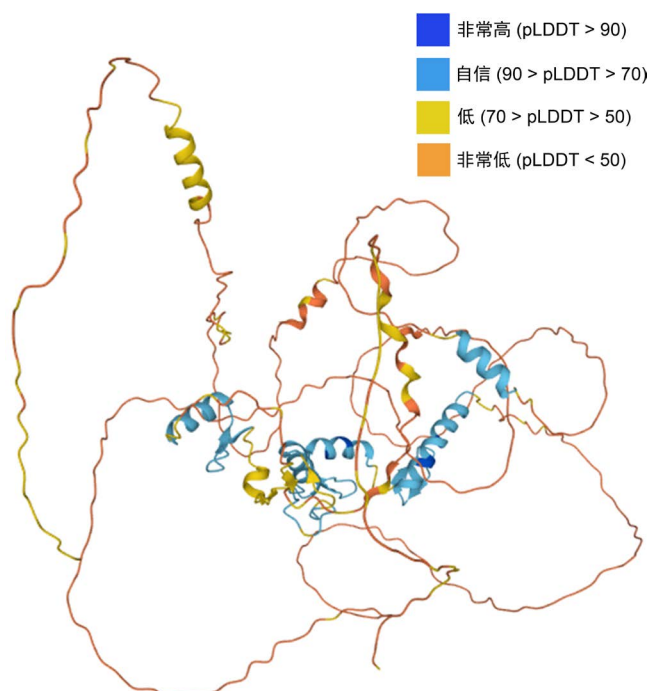 非常高 (pLDDT > 90)
自信 (90 > pLDDT > 70)
低 (70 > pLDDT > 50)
非常低 (pLDDT < 50)